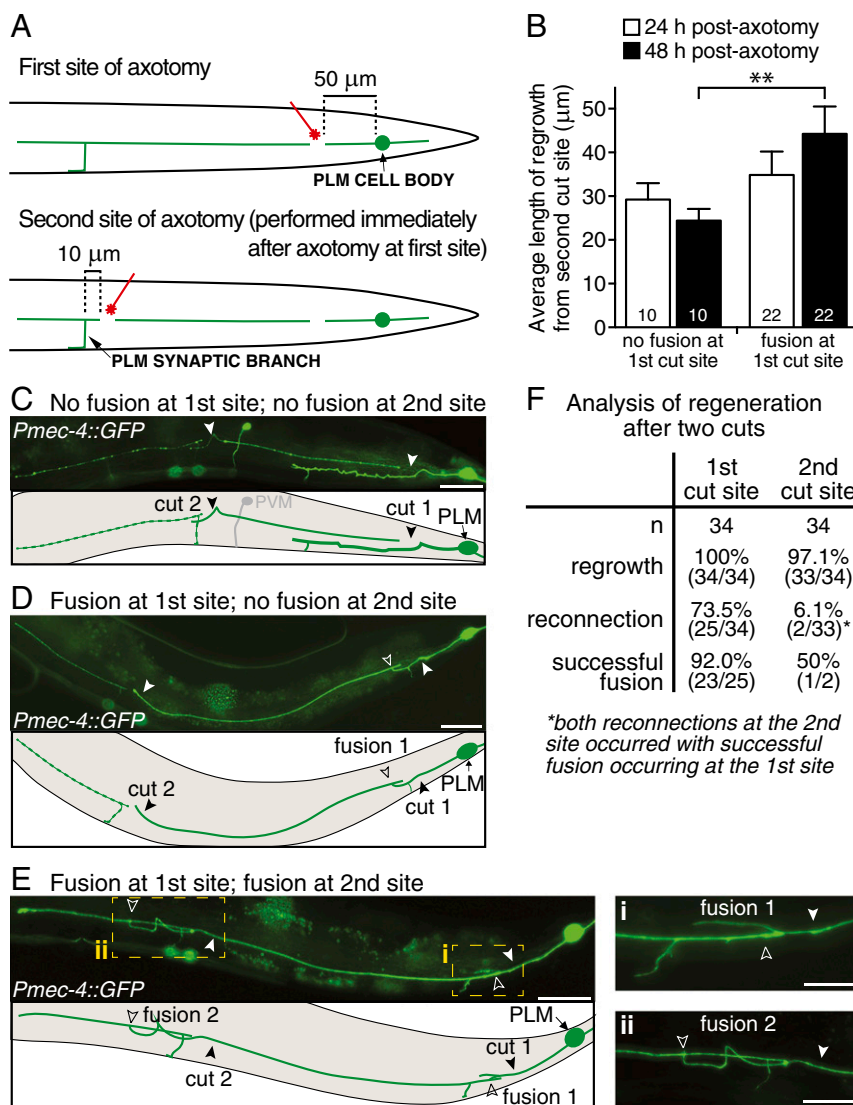 A
First site of axotomy
50 µm
PLM CELL BODY
Second site of axotomy (performed immediately
after axotomy at first site)
10 µm
PLM SYNAPTIC BRANCH
B
24 h post-axotomy
48 h post-axotomy
**
Average length of regrowth
from second cut site (µm)
50
40
30
20
10
0
10
10
22
22
no fusion at
1st cut site
fusion at
1st cut site
C
No fusion at 1st site; no fusion at 2nd site
Pmec-4::GFP
cut 2
PVM
cut 1
PLM
D
Fusion at 1st site; no fusion at 2nd site
Pmec-4::GFP
fusion 1
cut 2
cut 1
PLM
E
Fusion at 1st site; fusion at 2nd site
ii
i
Pmec-4::GFP
fusion 2
cut 2
PLM
cut 1
fusion 1
i
fusion 1
ii
fusion 2
F
Analysis of regeneration
after two cuts
1st
cut site
2nd
cut site
n
34
34
regrowth
100%
(34/34)
97.1%
(33/34)
reconnection
73.5%
(25/34)
6.1%
(2/33)*
successful
fusion
92.0%
(23/25)
50%
(1/2)
*both reconnections at the 2nd
site occurred with successful
fusion occurring at the 1st site